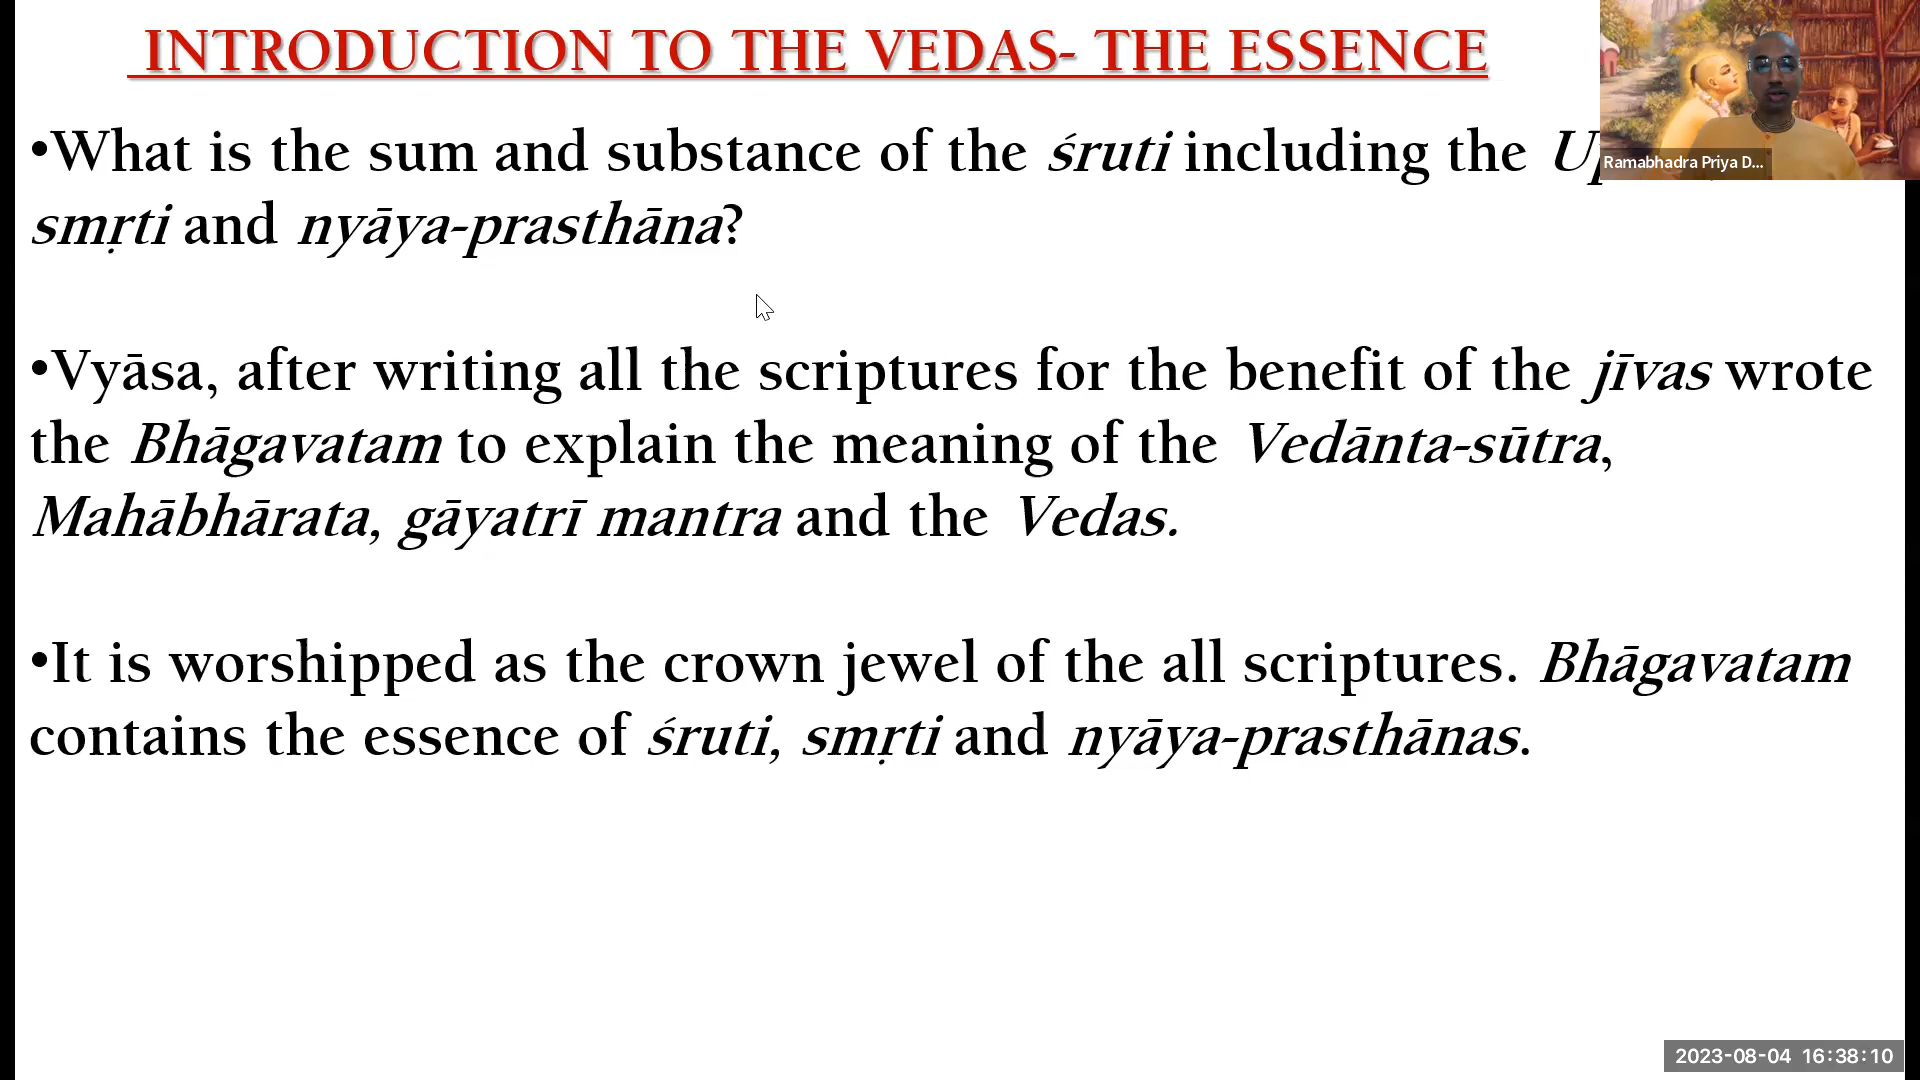 INTRODUCTION TO THE VEDAS- THE ESSENCE
•What is the sum and substance of the śruti including the
smṛti and nyāya-prasthāna?
•Vyāsa, after writing all the scriptures for the benefit of the jīvas wrote
the Bhāgavatam to explain the meaning of the Vedānta-sūtra,
Mahābhārata, gāyatrī mantra and the Vedas.
•It is worshipped as the crown jewel of the all scriptures. Bhāgavatam
contains the essence of śruti, smṛti and nyāya-prasthānas.
Ramabhadra Priya D...
2023-08-04 16:38:10